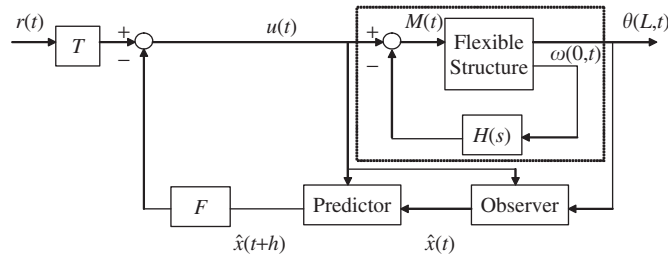 r(t)
T
+
−
u(t)
+
−
M(t)
Flexible
Structure
θ(L,t)
ω(0,t)
H(s)
F
Predictor
Observer
x̂(t+h)
x̂(t)